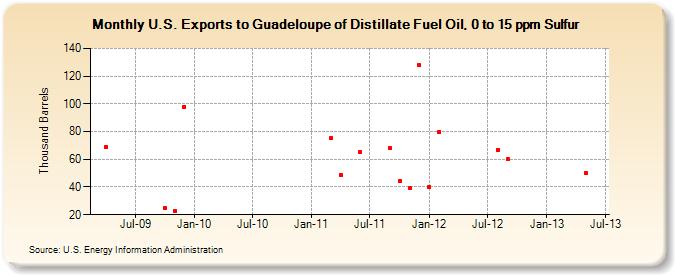 Monthly U.S. Exports to Guadeloupe of Distillate Fuel Oil, 0 to 15 ppm Sulfur
Thousand Barrels
140
120
100
80
60
40
20
Jul-09 Jan-10 Jul-10 Jan-11 Jul-11 Jan-12 Jul-12 Jan-13 Jul-13
Source: U.S. Energy Information Administration